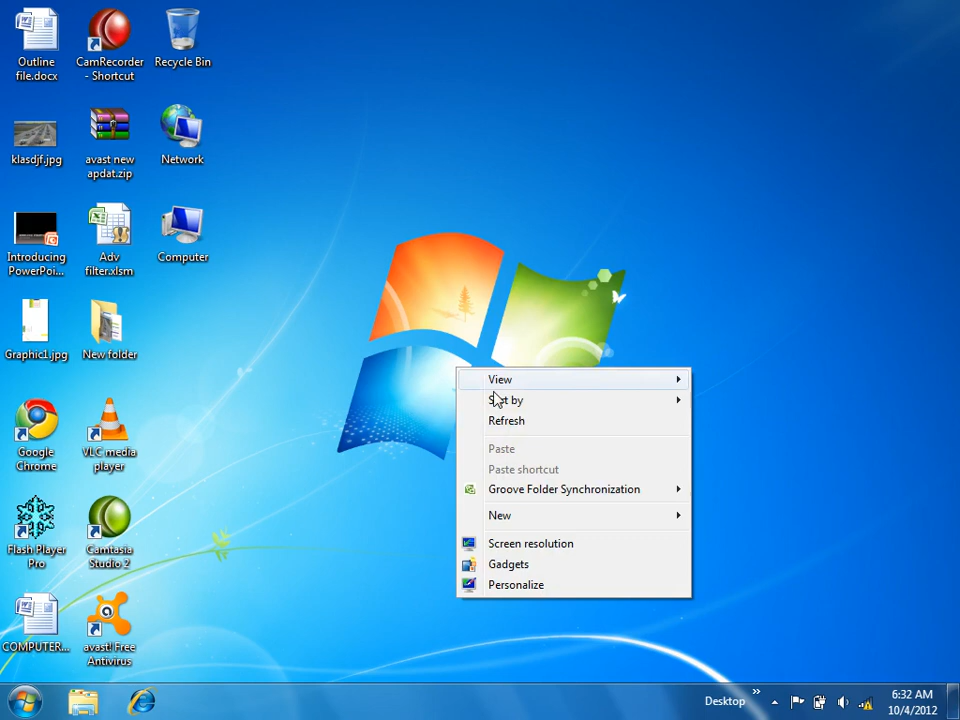 Outline
file.docx
CamRecorder
- Shortcut
Recycle Bin
klasdjf.jpg
avast new
apdat.zip
Network
Introducing
PowerPoi...
Adv
filter.xlsm
Computer
Graphic1.jpg
New folder
Google
Chrome
VLC media
player
Flash Player
Pro
Camtasia
Studio 2
COMPUTER...
avast! Free
Antivirus
View
Sort by
Refresh
Paste
Paste shortcut
Groove Folder Synchronization
New
Screen resolution
Gadgets
Personalize
Desktop
6:32 AM
10/4/2012